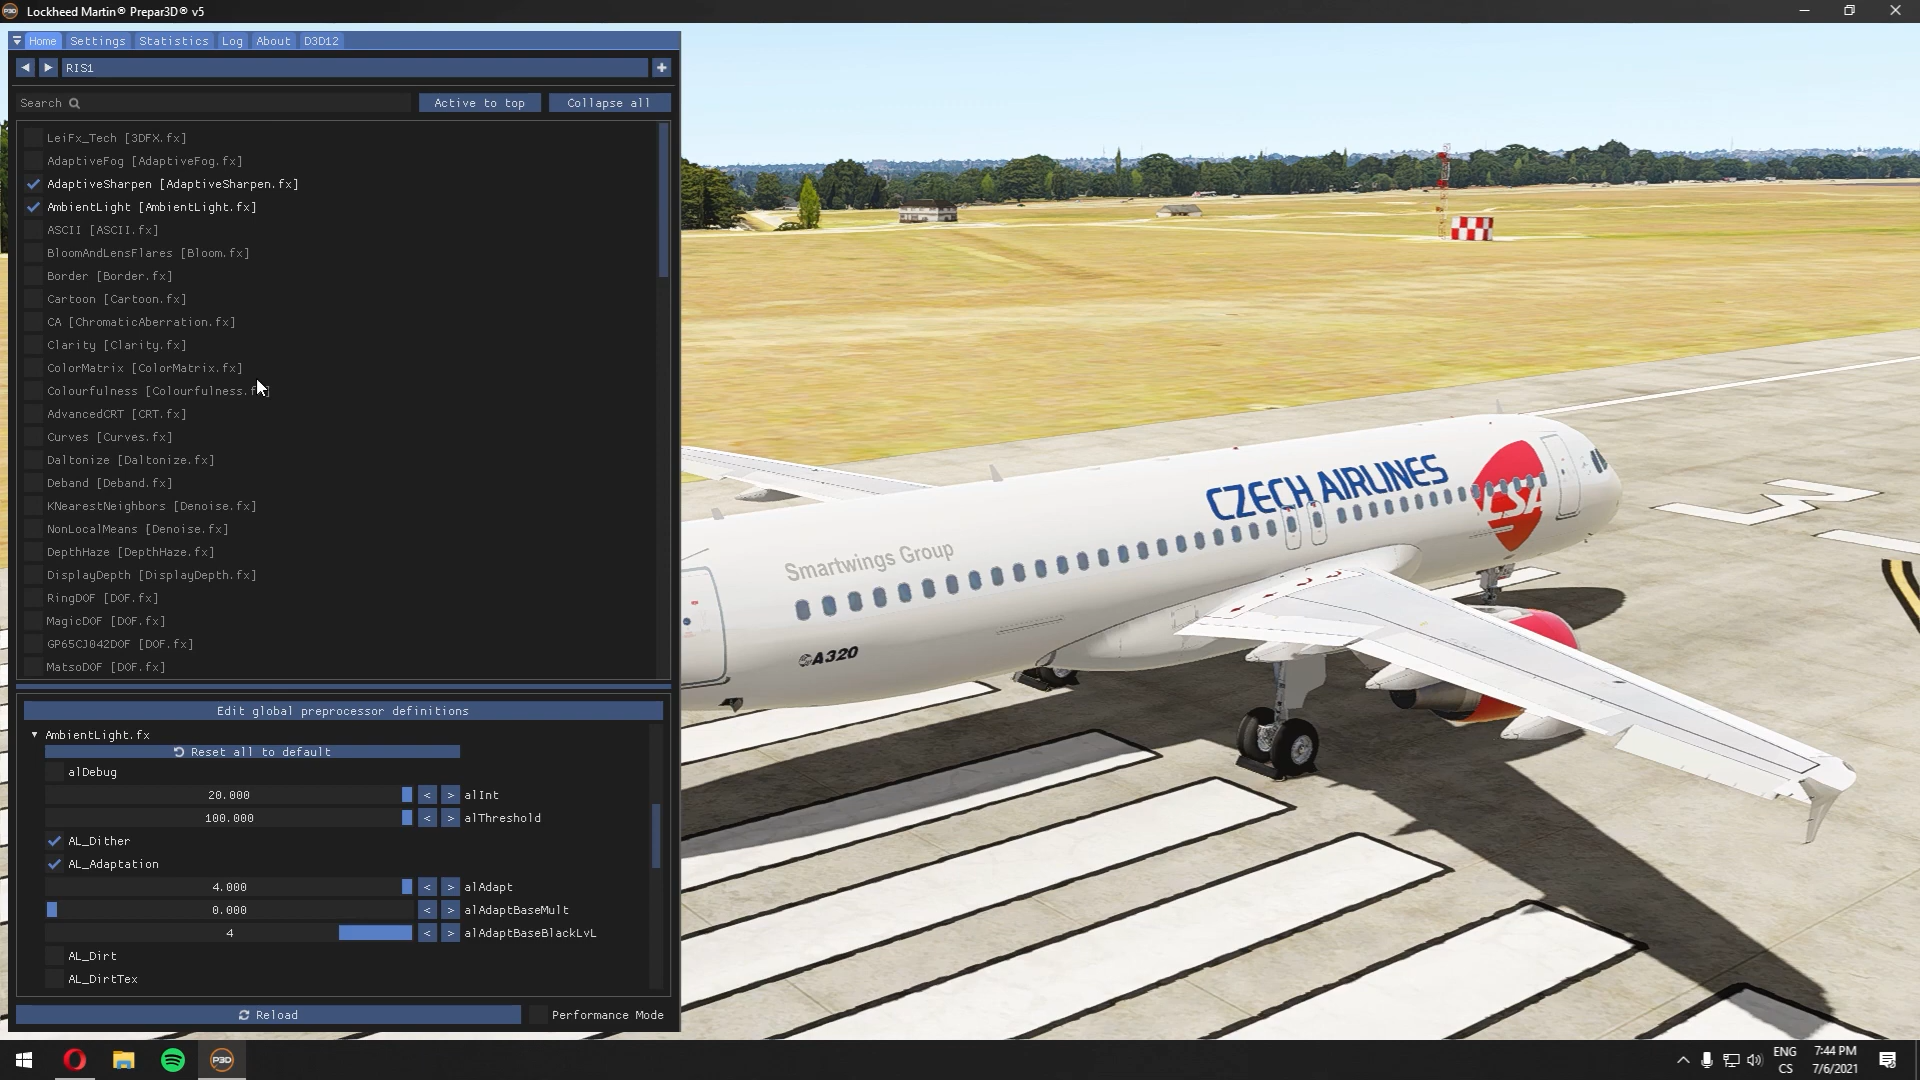 Lockheed Martin® Prepar3D® v5
Home Settings Statistics Log About D3D12
RIS1
+
Search
Active to top
Collapse all
LeiFx_Tech [3DFX.fx]
AdaptiveFog [AdaptiveFog.fx]
AdaptiveSharpen [AdaptiveSharpen.fx]
AmbientLight [AmbientLight.fx]
ASCII [ASCII.fx]
BloomAndLensFlares [Bloom.fx]
Border [Border.fx]
Cartoon [Cartoon.fx]
CA [ChromaticAberration.fx]
Clarity [Clarity.fx]
ColorMatrix [ColorMatrix.fx]
Colourfulness [Colourfulness.f ]
AdvancedCRT [CRT.fx]
Curves [Curves.fx]
Daltonize [Daltonize.fx]
Deband [Deband.fx]
KNearestNeighbors [Denoise.fx]
NonLocalMeans [Denoise.fx]
DepthHaze [DepthHaze.fx]
DisplayDepth [DisplayDepth.fx]
RingDOF [DOF.fx]
MagicDOF [DOF.fx]
GP65CJ042DOF [DOF.fx]
MatsoDOF [DOF.fx]
Edit global preprocessor definitions
AmbientLight.fx
Reset all to default
alDebug
20.000 < > alInt
100.000 < > alThreshold
AL_Dither
AL_Adaptation
4.000 < > alAdapt
0.000 < > alAdaptBaseMult
4 < > alAdaptBaseBlackLvL
AL_Dirt
AL_DirtTex
Reload
Performance Mode
CZECH AIRLINES
CSA
Smartwings Group
A320
P3D
ENG
CS
7:44 PM
7/6/2021